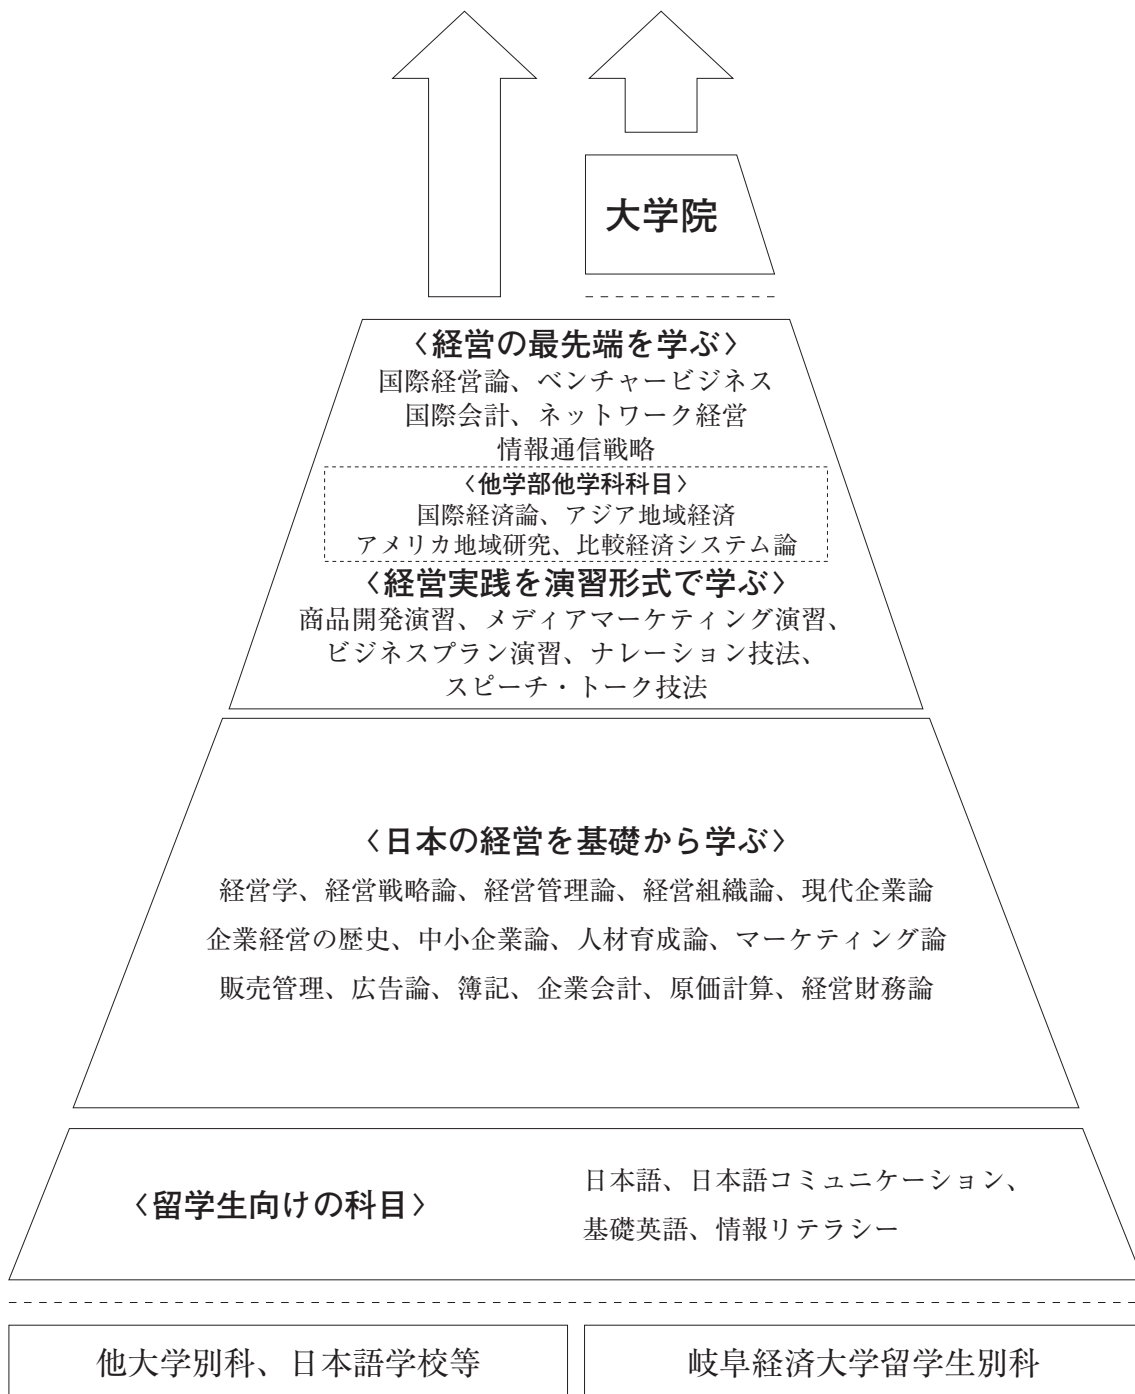 大学院
〈経営の最先端を学ぶ〉
国際経営論、ベンチャービジネス
国際会計、ネットワーク経営
情報通信戦略
〈他学部他学科科目〉
国際経済論、アジア地域経済
アメリカ地域研究、比較経済システム論
〈経営実践を演習形式で学ぶ〉
商品開発演習、メディアマーケティング演習、
ビジネスプラン演習、ナレーション技法、
スピーチ・トーク技法
〈日本の経営を基礎から学ぶ〉
経営学、経営戦略論、経営管理論、経営組織論、現代企業論
企業経営の歴史、中小企業論、人材育成論、マーケティング論
販売管理、広告論、簿記、企業会計、原価計算、経営財務論
〈留学生向けの科目〉
日本語、日本語コミュニケーション、
基礎英語、情報リテラシー
他大学別科、日本語学校等
岐阜経済大学留学生別科